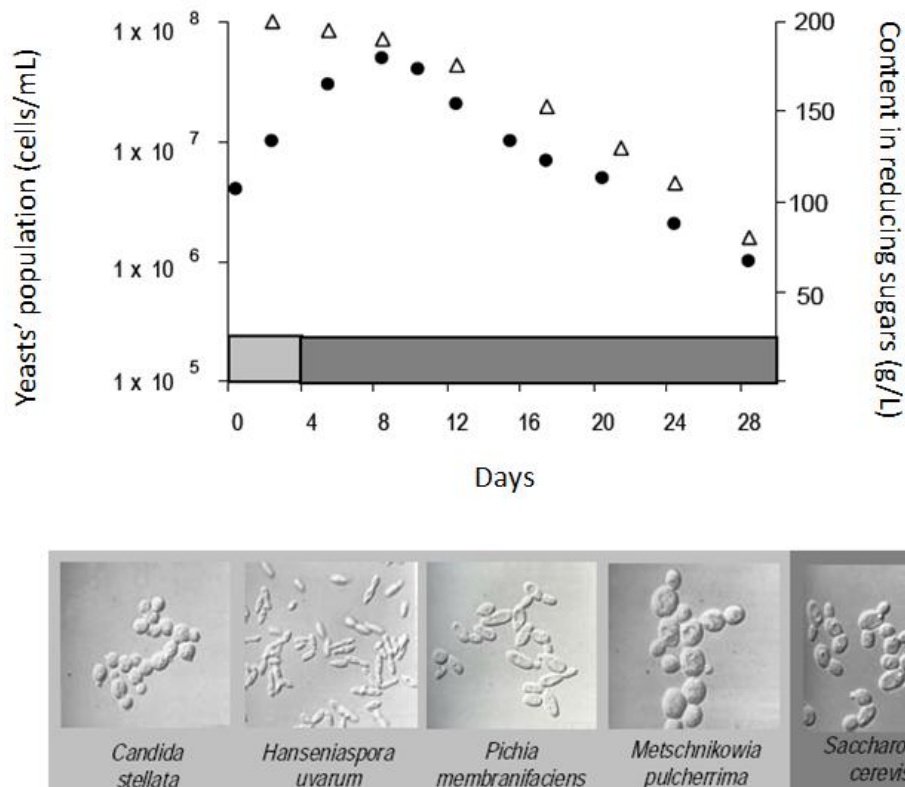 Yeasts' population (cells/mL)
1 x 10 8
1 x 10 7
1 x 10 6
1 x 10 5
200
150
100
50
Content in reducing sugars (g/L)
0 4 8 12 16 20 24 28
Days
Candida
stellata
Hanseniaspora
uvarum
Pichia
membranifaciens
Metschnikowia
pulcherrima
Saccharo
cerevis